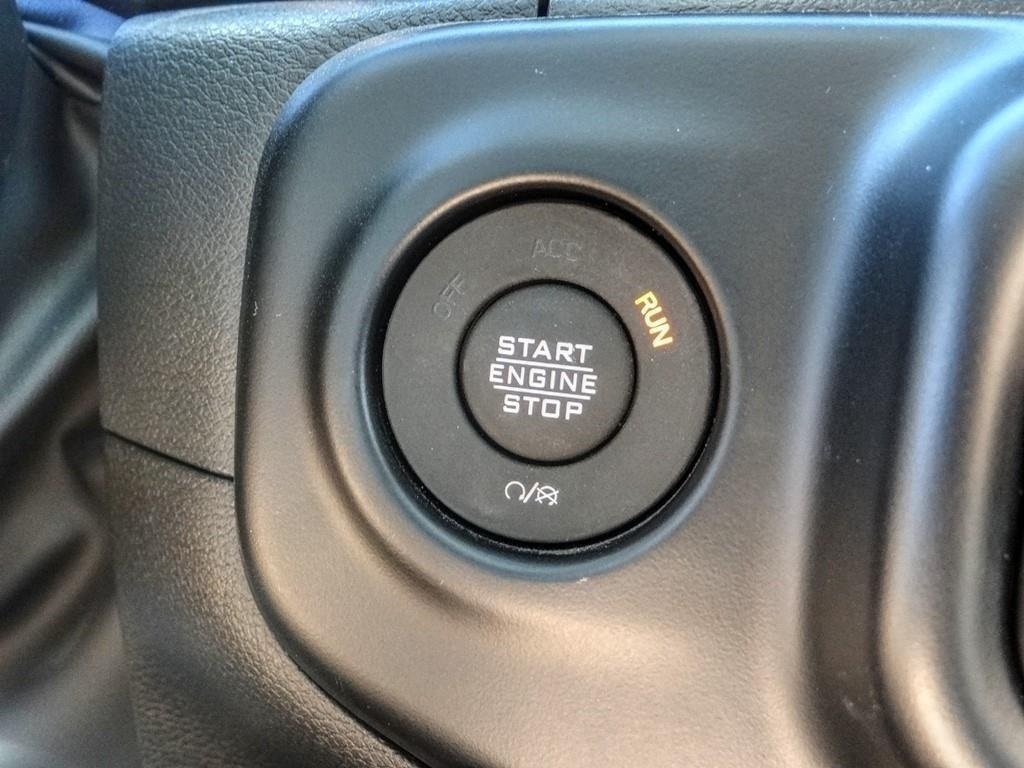 ACC
OFF
RUN
START
ENGINE
STOP